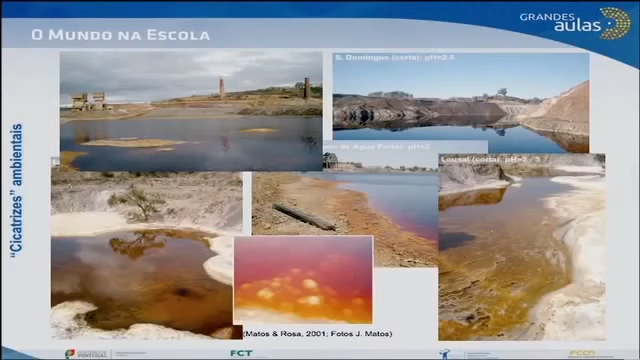 GRANDES
aulas
O MUNDO NA ESCOLA
S. Domingos (corta): pH=2.5
de Água Forte): pH=2
Lousal (corta): pH=2
"Cicatrizes" ambientais
(Matos & Rosa, 2001; Fotos J. Matos)
PORTUGAL
FCT